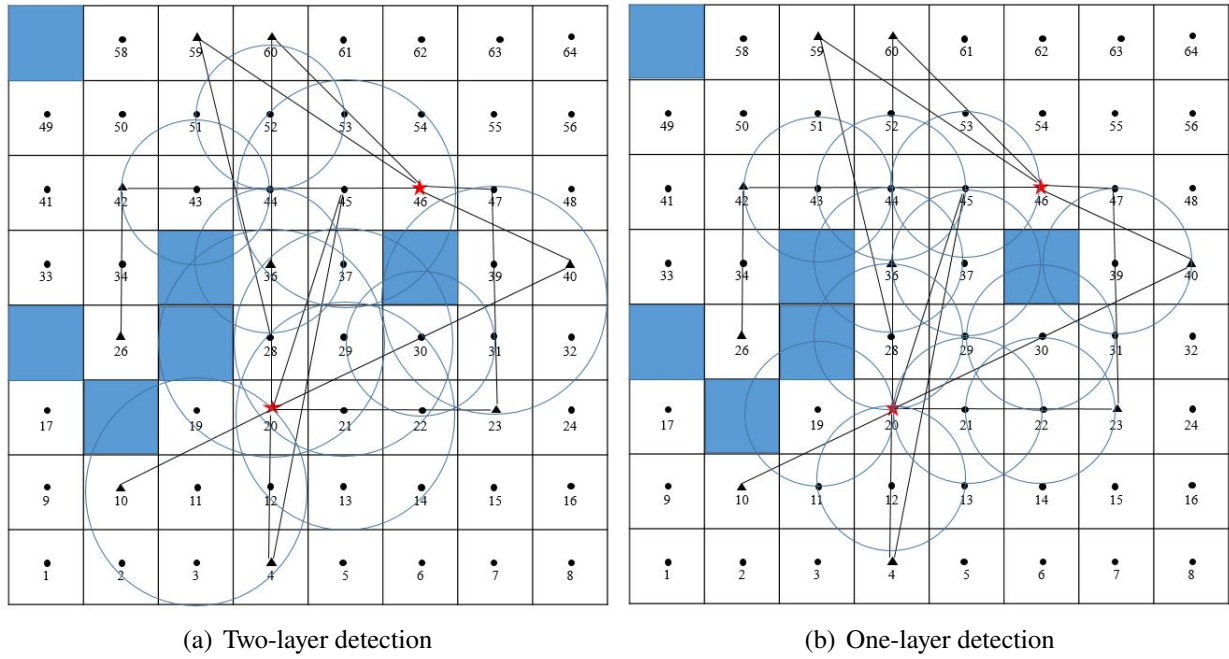 58 59 60 61 62 63 64
49 50 51 52 53 54 55 56
41 42 43 44 45 46 47 48
33 34 36 37 39 40
26 28 29 30 31 32
17 19 20 21 22 23 24
9 10 11 12 13 14 15 16
1 2 3 4 5 6 7 8
(a) Two-layer detection
58 59 60 61 62 63 64
49 50 51 52 53 54 55 56
41 42 43 44 45 46 47 48
33 34 36 37 39 40
26 28 29 30 31 32
17 19 20 21 22 23 24
9 10 11 12 13 14 15 16
1 2 3 4 5 6 7 8
(b) One-layer detection